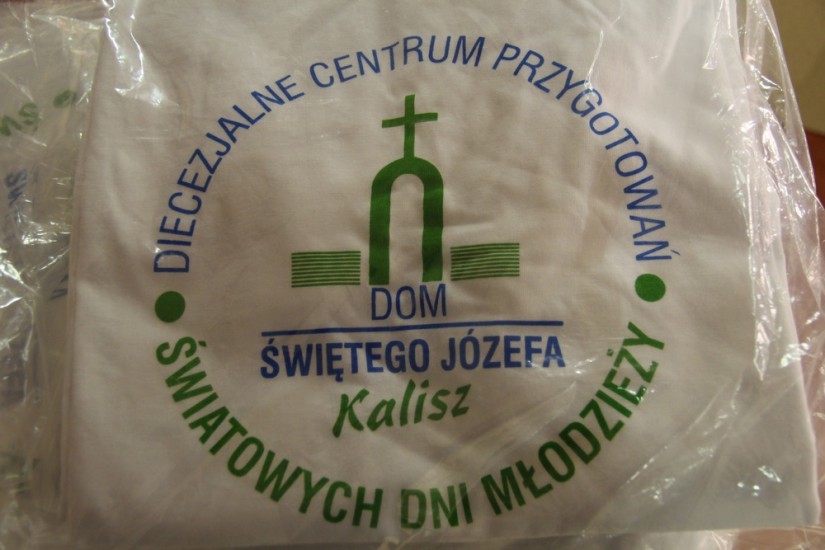 DIECEZJALNE CENTRUM PRZYGOTOWAŃ
DOM
ŚWIĘTEGO JÓZEFA
Kalisz
ŚWIATOWYCH DNI MŁODZIEŻY